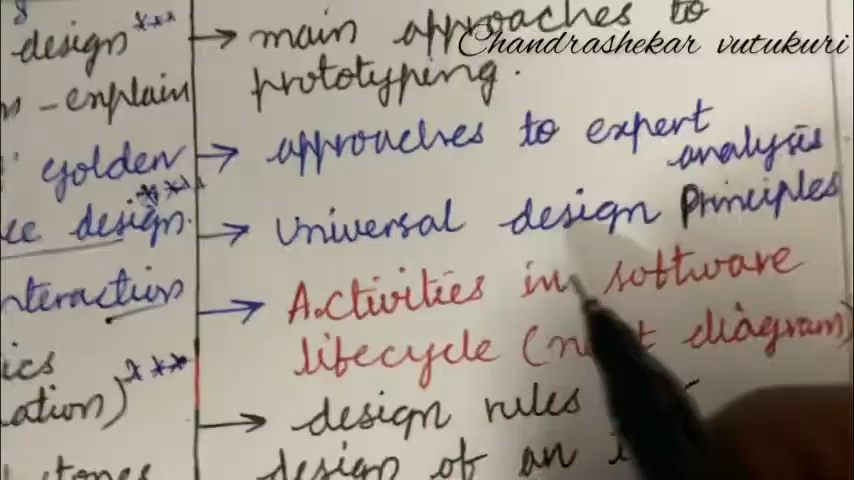 design***
explain
golden
design.
***
ation)***
main approaches to
prototyping.
approaches to expert
analysis
Universal design principles
Activities in software
lifecycle ( diagram)
design rules
design of an
Chandrashekar vutukuri